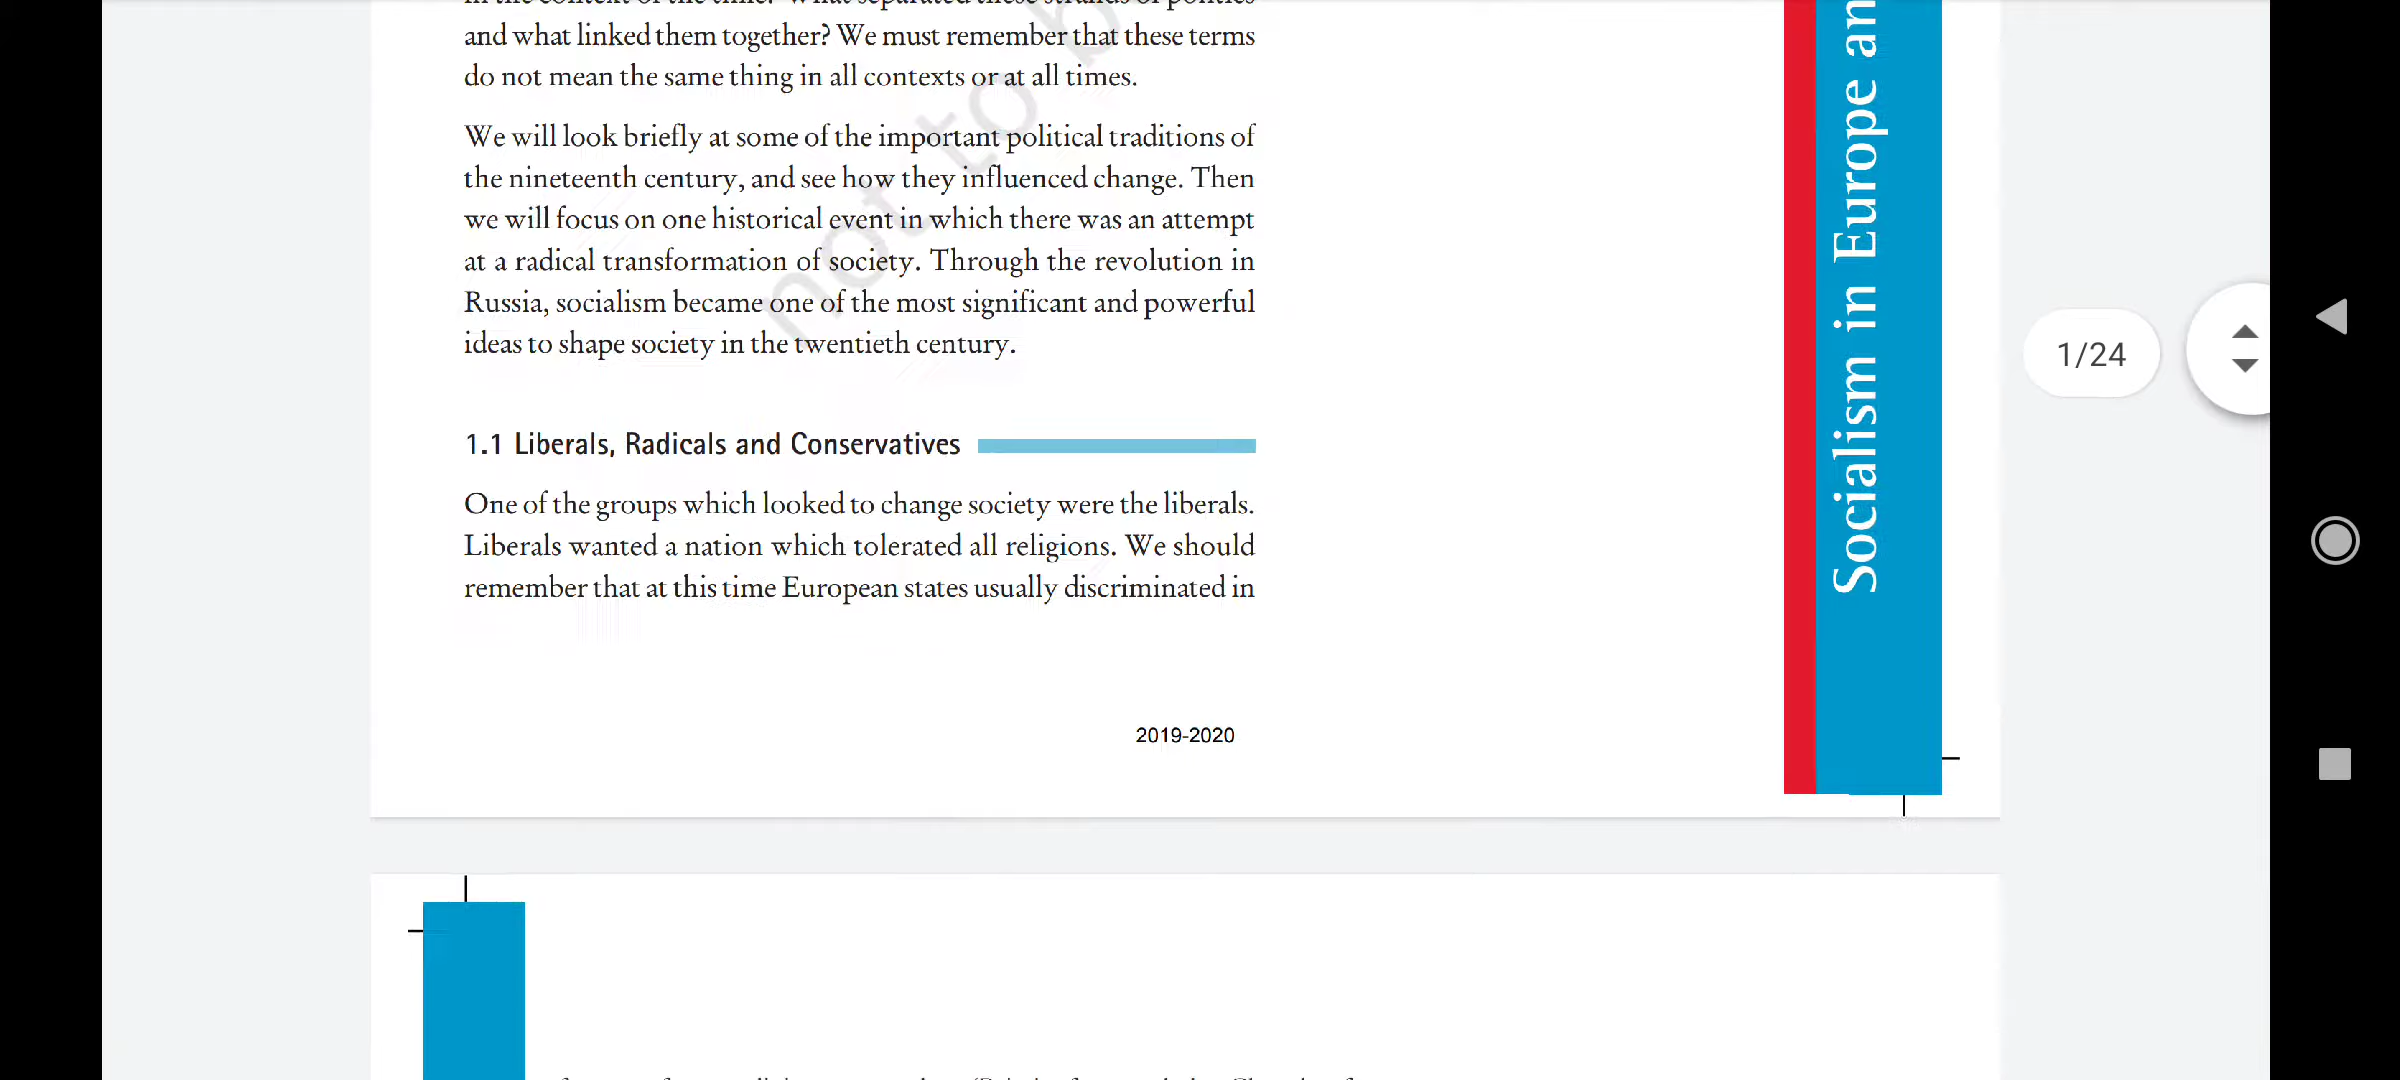 and what linked them together? We must remember that these terms
do not mean the same thing in all contexts or at all times.
We will look briefly at some of the important political traditions of
the nineteenth century, and see how they influenced change. Then
we will focus on one historical event in which there was an attempt
at a radical transformation of society. Through the revolution in
Russia, socialism became one of the most significant and powerful
ideas to shape society in the twentieth century.
1.1 Liberals, Radicals and Conservatives
One of the groups which looked to change society were the liberals.
Liberals wanted a nation which tolerated all religions. We should
remember that at this time European states usually discriminated in
2019-2020
Socialism in Europe an
1/24
not to b